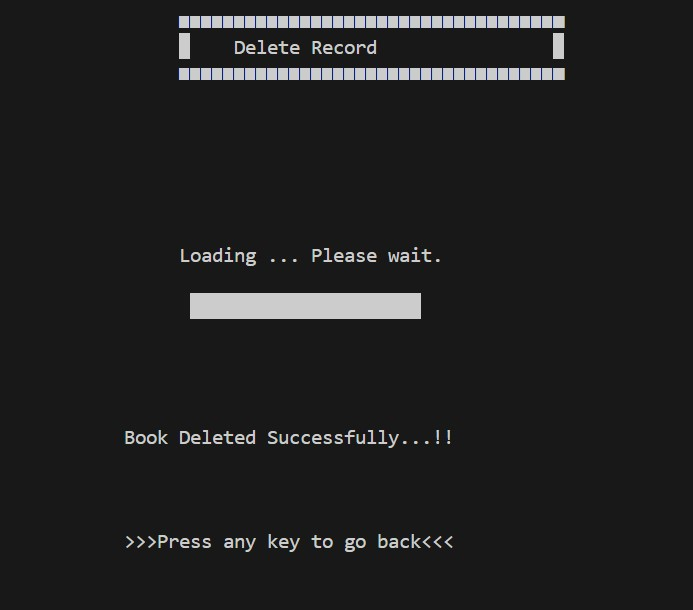 Delete Record
Loading ... Please wait.
Book Deleted Successfully...!!
>>>Press any key to go back<<<